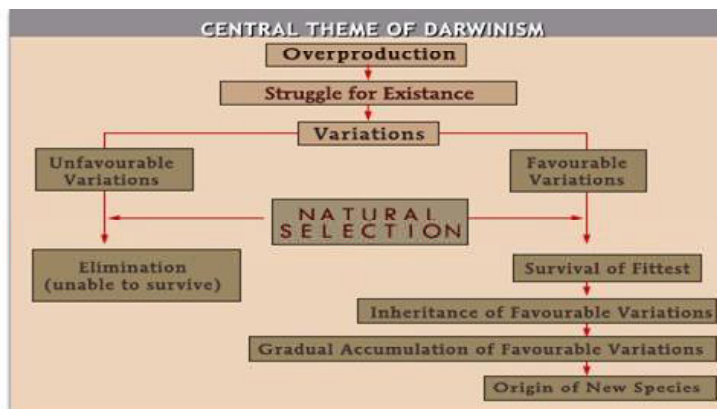 CENTRAL THEME OF DARWINISM
Overproduction
Struggle for Existance
Variations
Unfavourable
Variations
Favourable
Variations
NATURAL
SELECTION
Elimination
(unable to survive)
Survival of Fittest
Inheritance of Favourable Variations
Gradual Accumulation of Favourable Variations
Origin of New Species